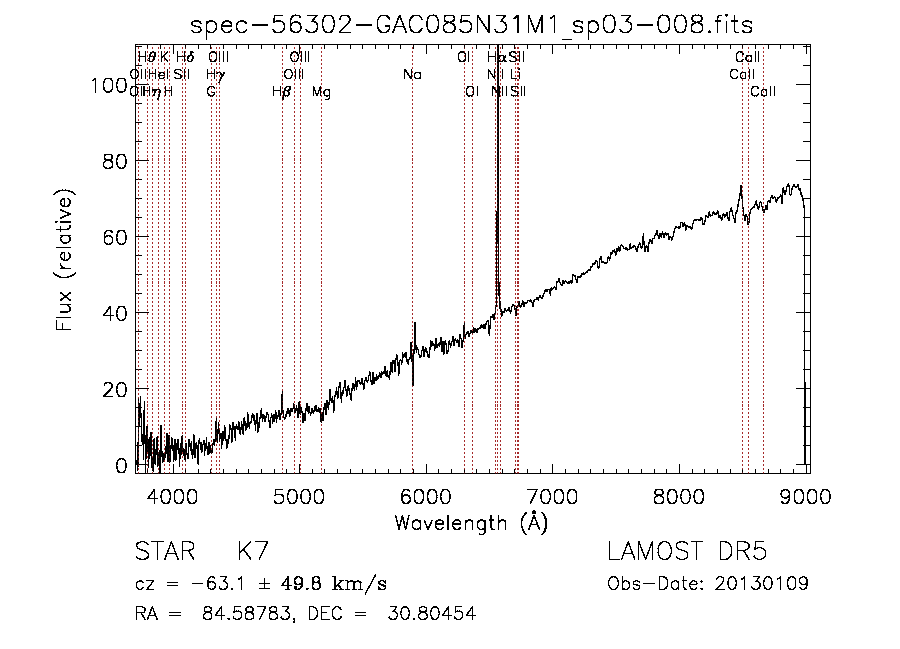 spec-56302-GAC085N31M1_sp03-008.fits
Hθ K Hδ OIII OIII OI Hα SII CaII
OII HeI SII Hγ OIII Na NII Li CaII
OII Hη H G Hβ Mg OI NII SII CaII
100
80
60
40
20
0
Flux (relative)
4000 5000 6000 7000 8000 9000
Wavelength (Å)
STAR K7 LAMOST DR5
cz = -63.1 ± 49.8 km/s Obs-Date: 20130109
RA = 84.58783, DEC = 30.80454